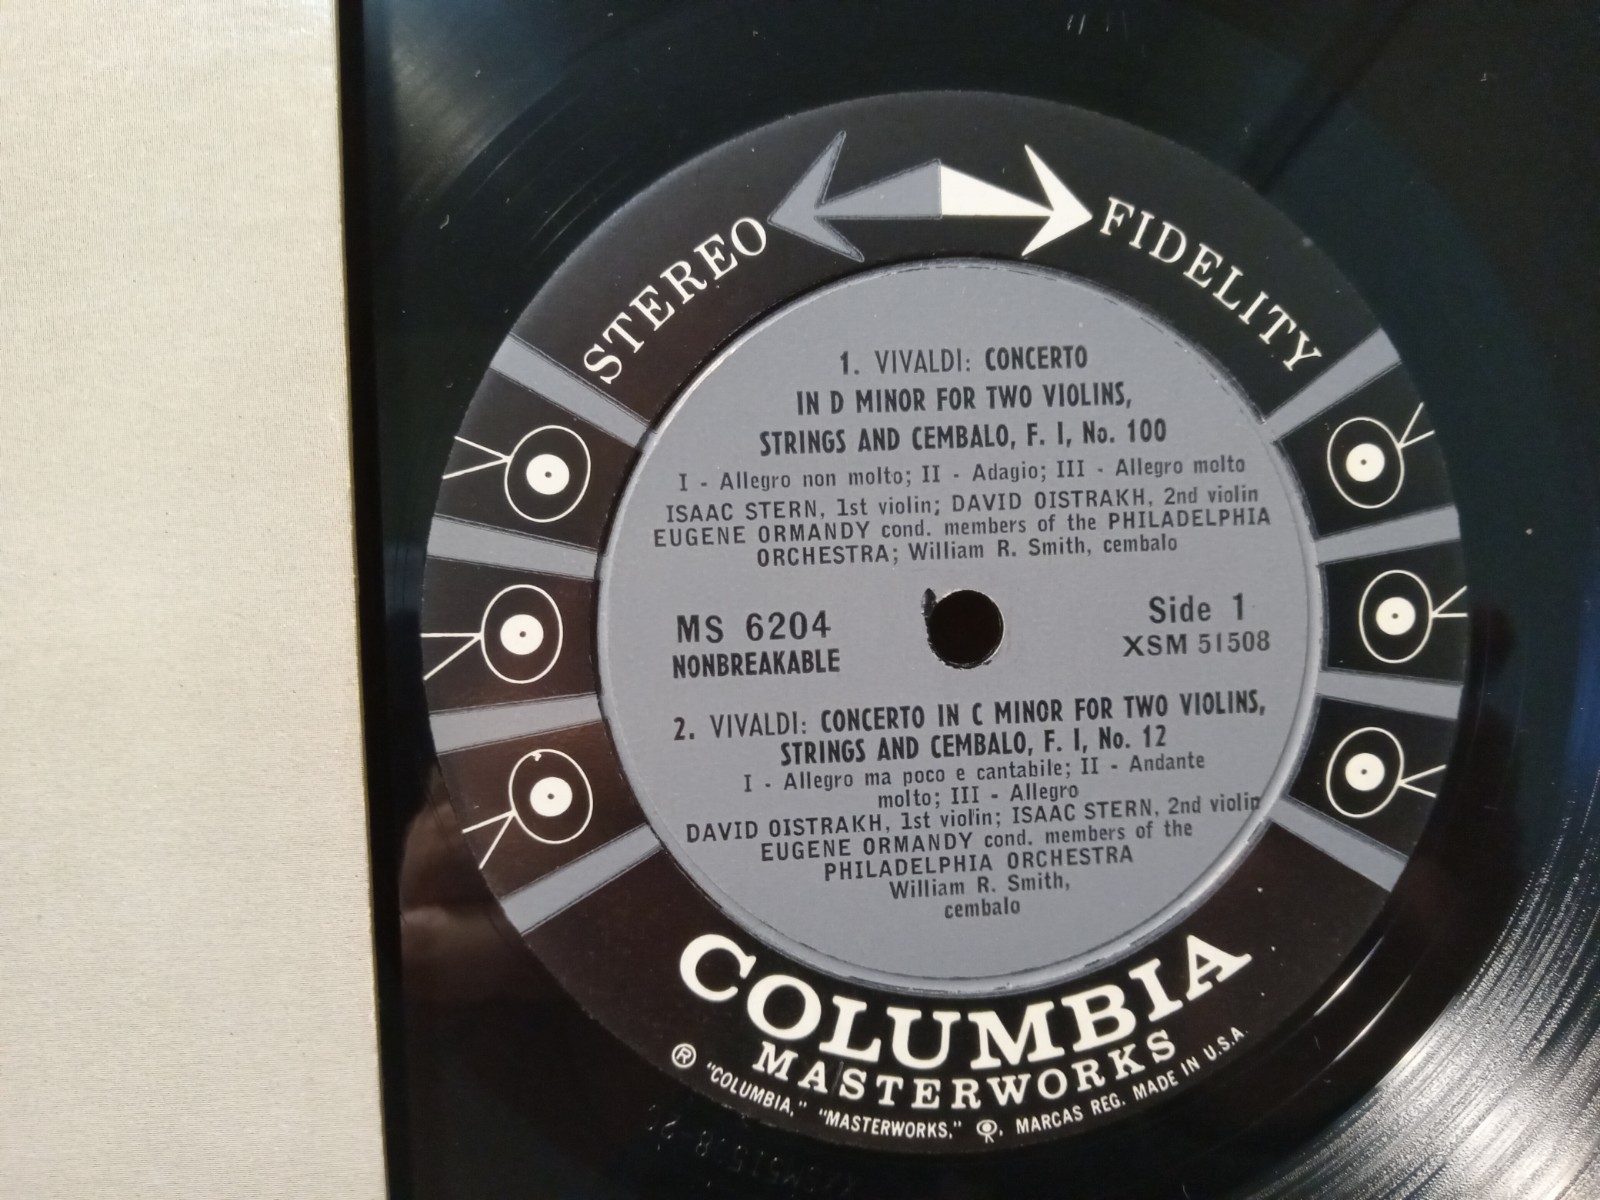 STEREO FIDELITY
1. VIVALDI: CONCERTO
IN D MINOR FOR TWO VIOLINS,
STRINGS AND CEMBALO, F. I, No. 100
I - Allegro non molto; II - Adagio; III - Allegro molto
ISAAC STERN, 1st violin; DAVID OISTRAKH, 2nd violin
EUGENE ORMANDY cond. members of the PHILADELPHIA
ORCHESTRA; William R. Smith, cembalo
MS 6204
NONBREAKABLE
Side 1
XSM 51508
2. VIVALDI: CONCERTO IN C MINOR FOR TWO VIOLINS,
STRINGS AND CEMBALO, F. I, No. 12
I - Allegro ma poco e cantabile; II - Andante
molto; III - Allegro
DAVID OISTRAKH, 1st violin; ISAAC STERN, 2nd violin
EUGENE ORMANDY cond. members of the
PHILADELPHIA ORCHESTRA
William R. Smith,
cembalo
COLUMBIA
MASTERWORKS
® "COLUMBIA," "MASTERWORKS," MARCAS REG. MADE IN U.S.A.